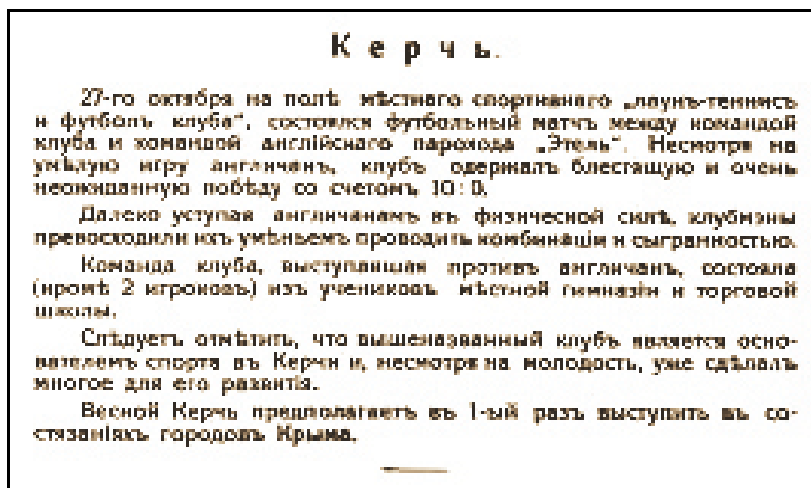 Керчь.
27-го октября на полѣ мѣстнаго спортивнаго „лаунъ-теннисъ
и футболъ клуба“, состоялся футбольный матчъ между командой
клуба и командой англійскаго парохода „Этель“. Несмотря на
умѣлую игру англичанъ, клубъ одержалъ блестящую и очень
неожиданную побѣду со счетомъ 10:0.
Далеко уступая англичанамъ въ физической силѣ, клубмэны
превосходили ихъ умѣньемъ проводить комбинаціи и сыгранностью.
Команда клуба, выступавшая противъ англичанъ, состояла
(кромѣ 2 игроковъ) изъ учениковъ мѣстной гимназіи и торговой
школы.
Слѣдуетъ отмѣтить, что вышеназванный клубъ является осно-
вателемъ спорта въ Керчи и, несмотря на молодость, уже сдѣлалъ
многое для его развитія.
Весной Керчь предполагаетъ въ 1-ый разъ выступить въ со-
стязаніяхъ городовъ Крыма.